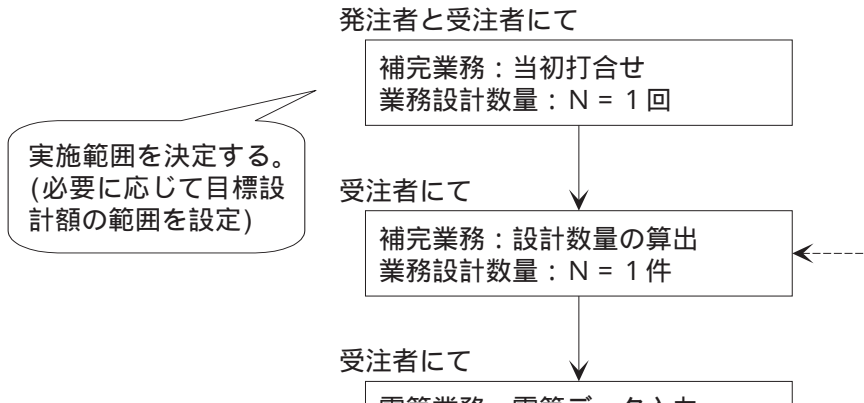 発注者と受注者にて
補完業務：当初打合せ
業務設計数量：N = 1回
実施範囲を決定する。
(必要に応じて目標設
計額の範囲を設定)
受注者にて
補完業務：設計数量の算出
業務設計数量：N = 1件
受注者にて